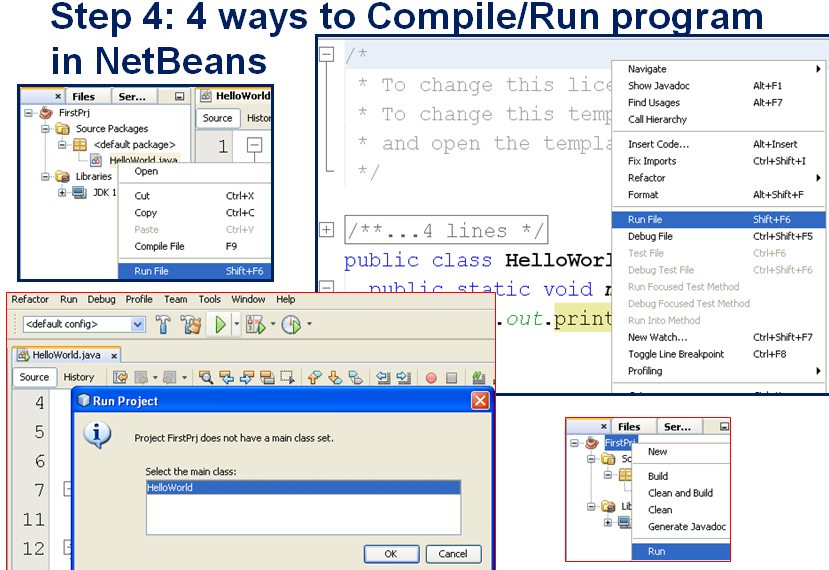 Step 4: 4 ways to Compile/Run program
in NetBeans
Files Ser...
FirstPrj
Source Packages
<default package>
HelloWorld.java
Libraries
JDK 1
HelloWorld
Source Histor
1
Open
Cut Ctrl+X
Copy Ctrl+C
Paste Ctrl+V
Compile File F9
Run File Shift+F6
/*
* To change this lice
* To change this temp
* and open the templa
*/
/**...4 lines */
public class HelloWorl
public static void
.out.print
Navigate
Show Javadoc Alt+F1
Find Usages Alt+F7
Call Hierarchy
Insert Code... Alt+Insert
Fix Imports Ctrl+Shift+I
Refactor
Format Alt+Shift+F
Run File Shift+F6
Debug File Ctrl+Shift+F5
Test File Ctrl+F6
Debug Test File Ctrl+Shift+F6
Run Focused Test Method
Debug Focused Test Method
Run Into Method
New Watch... Ctrl+Shift+F7
Toggle Line Breakpoint Ctrl+F8
Profiling
Refactor Run Debug Profile Team Tools Window Help
<default config>
HelloWorld.java
Source History
4
5
6
7
11
12
Run Project
Project FirstPrj does not have a main class set.
Select the main class:
HelloWorld
OK Cancel
Files Ser...
FirstPrj
So
Lib
New
Build
Clean and Build
Clean
Generate Javadoc
Run